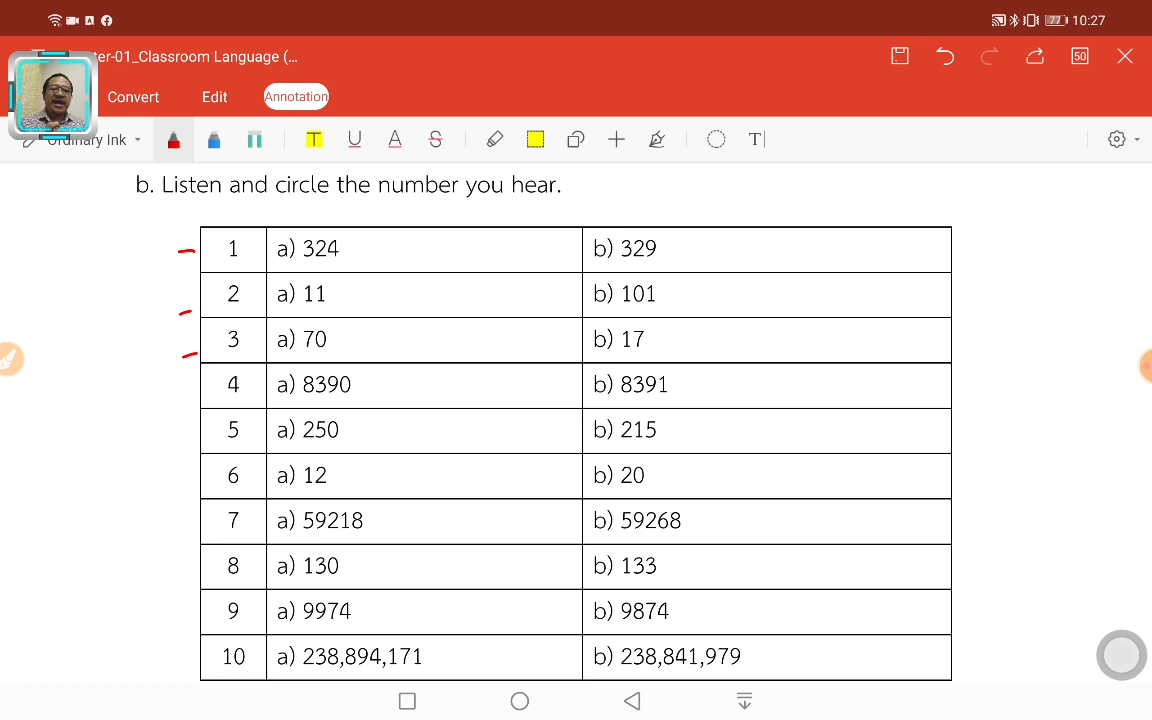 10:27
77
er-01_Classroom Language (...
50
Convert Edit Annotation
Ordinary Ink T U A S T|
b. Listen and circle the number you hear.
1 a) 324 b) 329
2 a) 11 b) 101
3 a) 70 b) 17
4 a) 8390 b) 8391
5 a) 250 b) 215
6 a) 12 b) 20
7 a) 59218 b) 59268
8 a) 130 b) 133
9 a) 9974 b) 9874
10 a) 238,894,171 b) 238,841,979